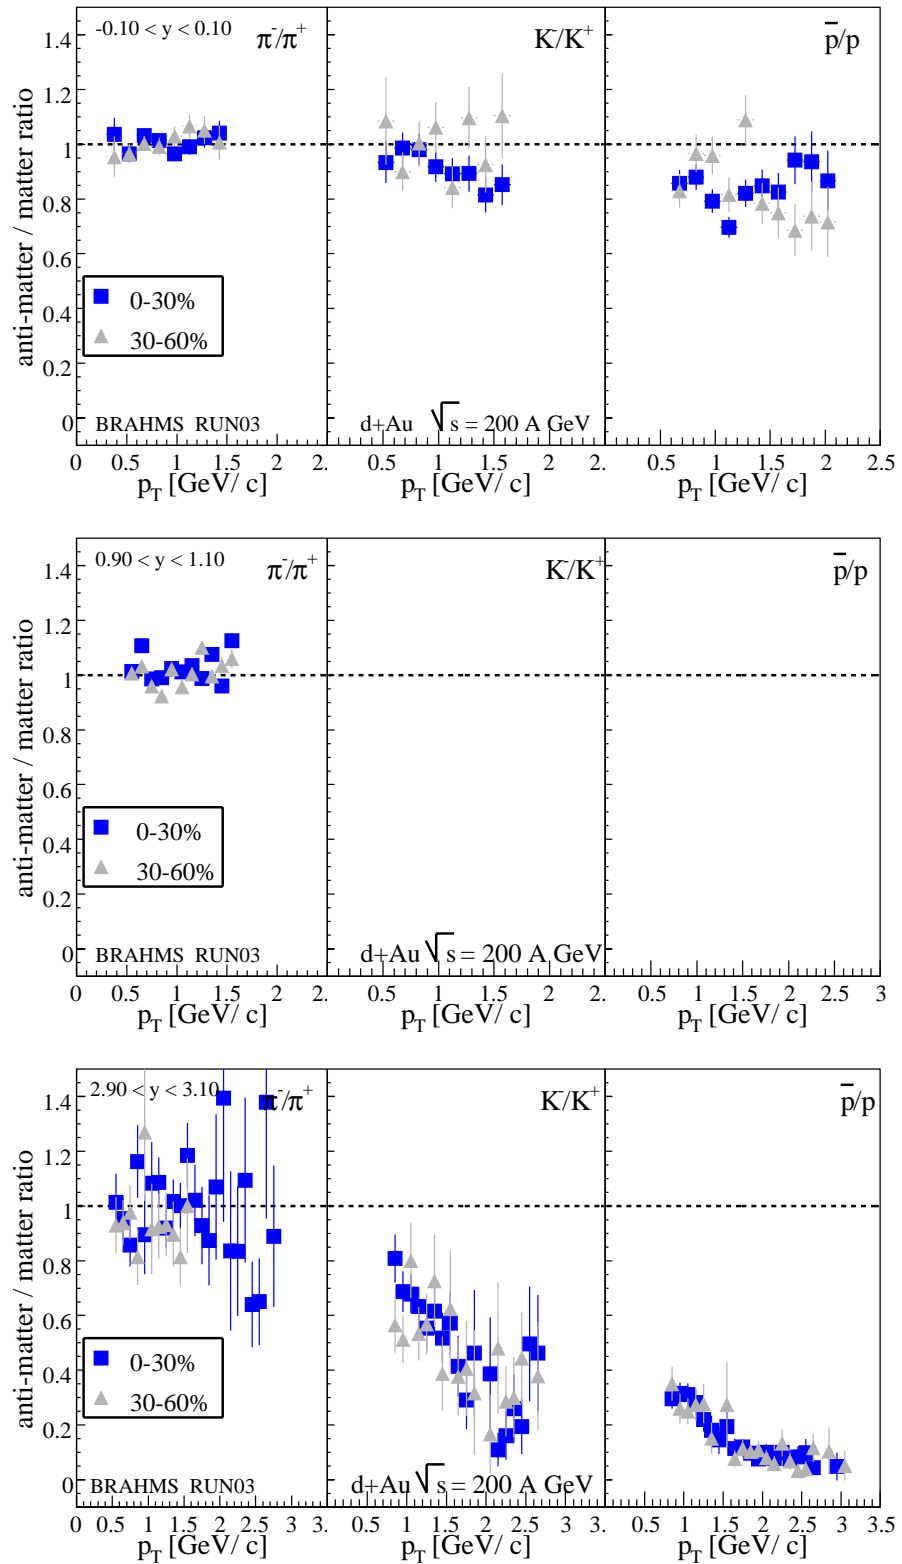 -0.10 < y < 0.10
π⁻/π⁺
K⁻/K⁺
p̅/p
anti-matter / matter ratio
1.4
1.2
1
0.8
0.6
0.4
0.2
0
0-30%
30-60%
BRAHMS RUN03
d+Au √s = 200 A GeV
0 0.5 1 1.5 2.
0.5 1 1.5 2.
0.5 1 1.5 2 2.5
p_T [GeV/ c]
p_T [GeV/ c]
p_T [GeV/ c]
0.90 < y < 1.10
π⁻/π⁺
K⁻/K⁺
p̅/p
anti-matter / matter ratio
1.4
1.2
1
0.8
0.6
0.4
0.2
0
0-30%
30-60%
BRAHMS RUN03
d+Au √s = 200 A GeV
0 0.5 1 1.5 2.
0.5 1 1.5 2.
0.5 1 1.5 2 2.5 3
p_T [GeV/ c]
p_T [GeV/ c]
p_T [GeV/ c]
2.90 < y < 3.10
π⁻/π⁺
K⁻/K⁺
p̅/p
anti-matter / matter ratio
1.4
1.2
1
0.8
0.6
0.4
0.2
0
0-30%
30-60%
BRAHMS RUN03
d+Au √s = 200 A GeV
0 0.5 1 1.5 2 2.5 3.
0.5 1 1.5 2 2.5 3.
0.5 1 1.5 2 2.5 3 3.5
p_T [GeV/ c]
p_T [GeV/ c]
p_T [GeV/ c]